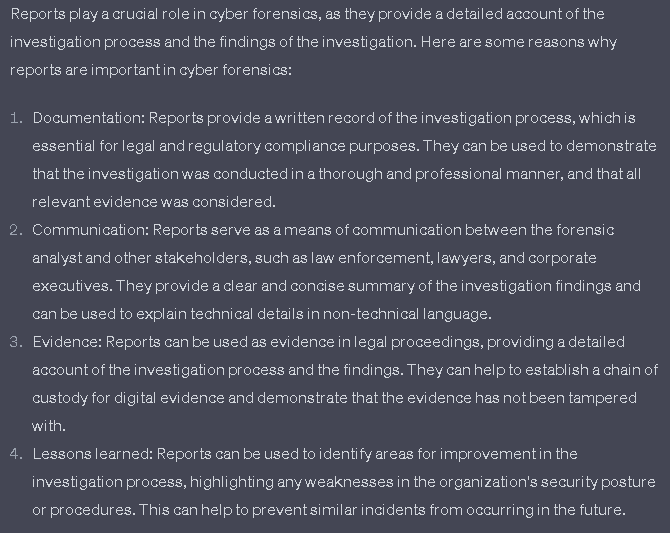 Reports play a crucial role in cyber forensics, as they provide a detailed account of the
investigation process and the findings of the investigation. Here are some reasons why
reports are important in cyber forensics:
1. Documentation: Reports provide a written record of the investigation process, which is
essential for legal and regulatory compliance purposes. They can be used to demonstrate
that the investigation was conducted in a thorough and professional manner, and that all
relevant evidence was considered.
2. Communication: Reports serve as a means of communication between the forensic
analyst and other stakeholders, such as law enforcement, lawyers, and corporate
executives. They provide a clear and concise summary of the investigation findings and
can be used to explain technical details in non-technical language.
3. Evidence: Reports can be used as evidence in legal proceedings, providing a detailed
account of the investigation process and the findings. They can help to establish a chain of
custody for digital evidence and demonstrate that the evidence has not been tampered
with.
4. Lessons learned: Reports can be used to identify areas for improvement in the
investigation process, highlighting any weaknesses in the organization's security posture
or procedures. This can help to prevent similar incidents from occurring in the future.